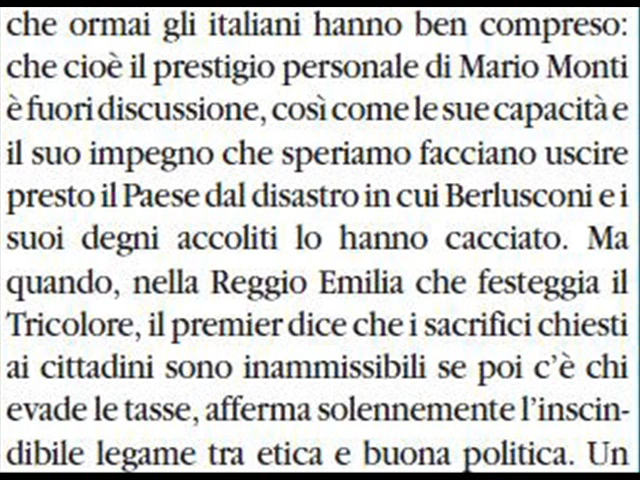 che ormai gli italiani hanno ben compreso:
che cioè il prestigio personale di Mario Monti
è fuori discussione, così come le sue capacità e
il suo impegno che speriamo facciano uscire
presto il Paese dal disastro in cui Berlusconi e i
suoi degni accoliti lo hanno cacciato. Ma
quando, nella Reggio Emilia che festeggia il
Tricolore, il premier dice che i sacrifici chiesti
ai cittadini sono inammissibili se poi c’è chi
evade le tasse, afferma solennemente l’inscin-
dibile legame tra etica e buona politica. Un